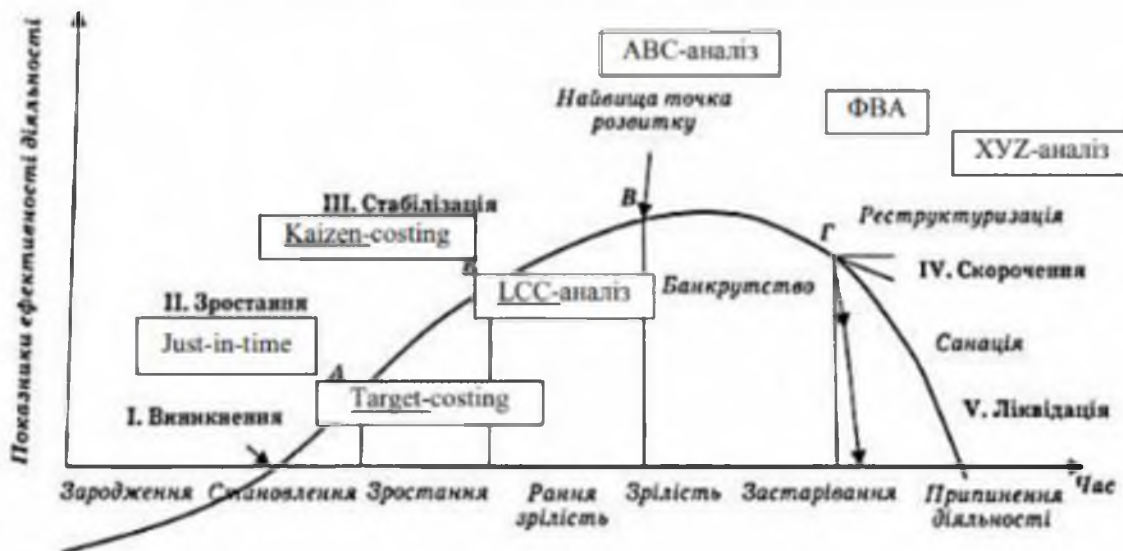 Показники ефективності діяльності
ABC-аналіз
Найвища точка
розвитку
ФВА
XYZ-аналіз
III. Стабілізація
В
Kaizen-costing
Г
Реструктуризація
IV. Скорочення
LCC-аналіз
Банкрутство
II. Зростання
Just-in-time
Санація
А
Target-costing
I. Виникнення
V. Ліквідація
Зародження
Становлення
Зростання
Рання
зрілість
Зрілість
Застарівання
Припинення
діяльності
Час